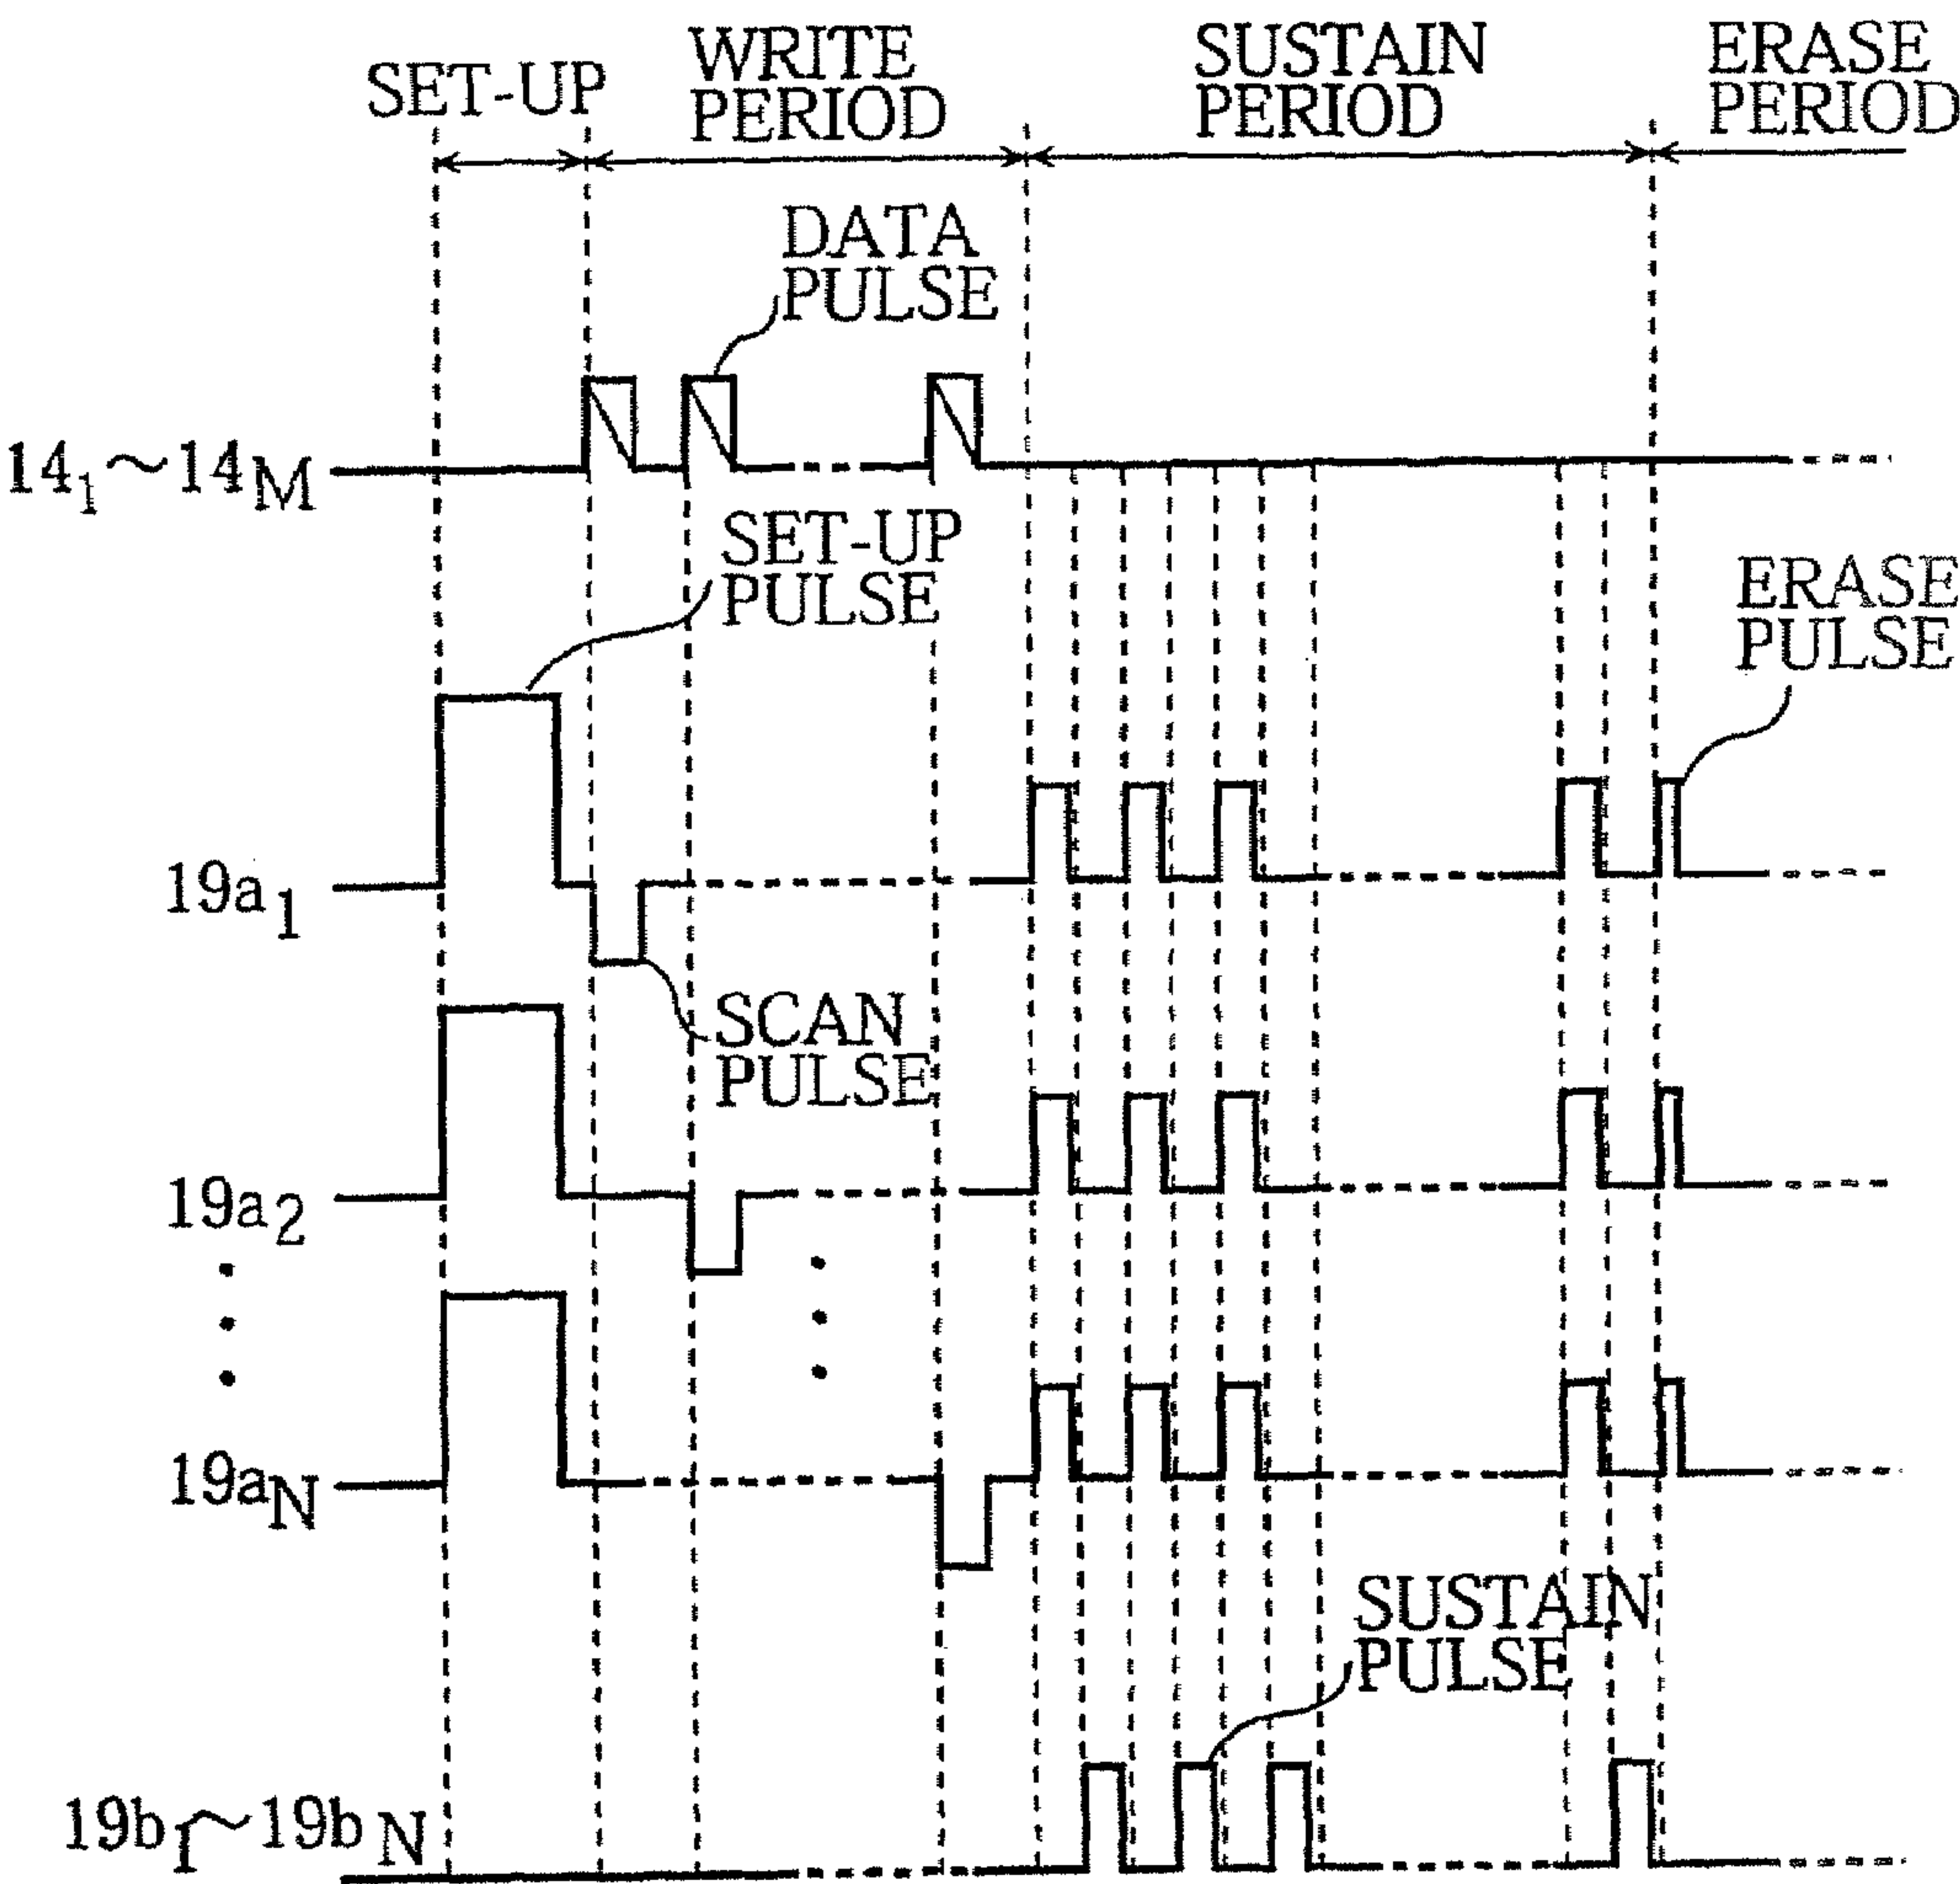 SET-UP
WRITE
PERIOD
SUSTAIN
PERIOD
ERASE
PERIOD
DATA
PULSE
14₁～14M
SET-UP
PULSE
ERASE
PULSE
19a₁
SCAN
PULSE
19a₂
19aN
SUSTAIN
PULSE
19b₁～19bN